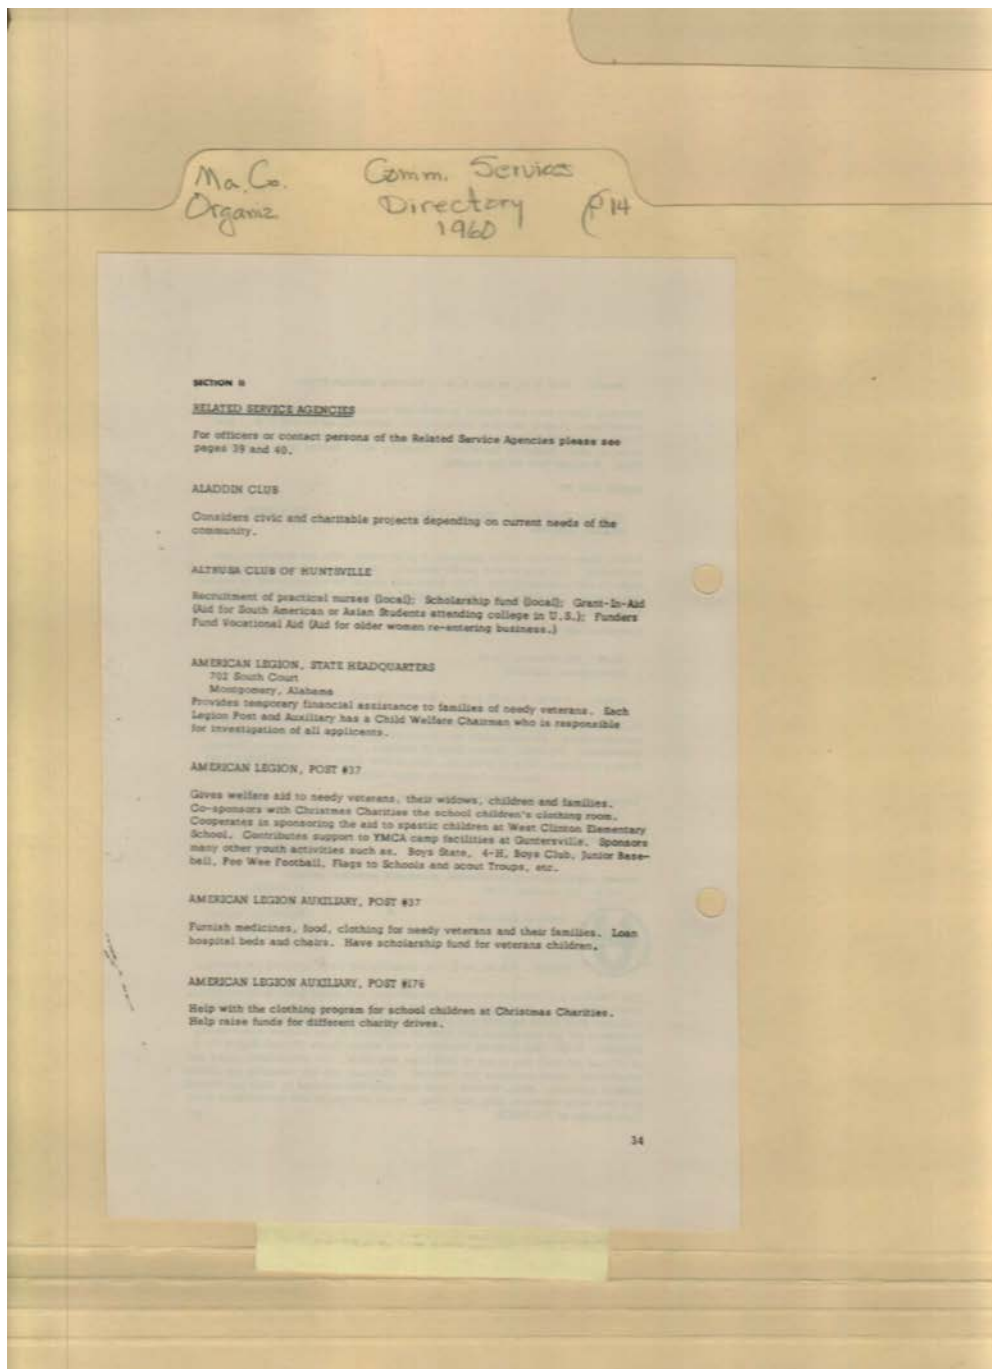 Ma. Co.
Organiz.
Comm. Services
Directory
1960
P14
SECTION II
RELATED SERVICE AGENCIES
For officers or contact persons of the Related Service Agencies please see
pages 39 and 40.
ALADDIN CLUB
Considers civic and charitable projects depending on current needs of the
community.
ALTRUSA CLUB OF HUNTSVILLE
Recruitment of practical nurses (local); Scholarship fund (local); Grant-In-Aid
(Aid for South American or Asian Students attending college in U.S.); Funders
Fund Vocational Aid (Aid for older women re-entering business.)
AMERICAN LEGION, STATE HEADQUARTERS
702 South Court
Montgomery, Alabama
Provides temporary financial assistance to families of needy veterans. Each
Legion Post and Auxiliary has a Child Welfare Chairman who is responsible
for investigation of all applicants.
AMERICAN LEGION, POST #37
Gives welfare aid to needy veterans, their widows, children and families.
Co-sponsors with Christmas Charities the school children's clothing room.
Cooperates in sponsoring the aid to spastic children at West Clinton Elementary
School. Contributes support to YMCA camp facilities at Guntersville. Sponsors
many other youth activities such as, Boys State, 4-H, Boys Club, Junior Base-
ball, Pee Wee Football, Flags to Schools and scout Troups, etc.
AMERICAN LEGION AUXILIARY, POST #37
Furnish medicines, food, clothing for needy veterans and their families. Loan
hospital beds and chairs. Have scholarship fund for veterans children.
AMERICAN LEGION AUXILIARY, POST #176
Help with the clothing program for school children at Christmas Charities.
Help raise funds for different charity drives.
34